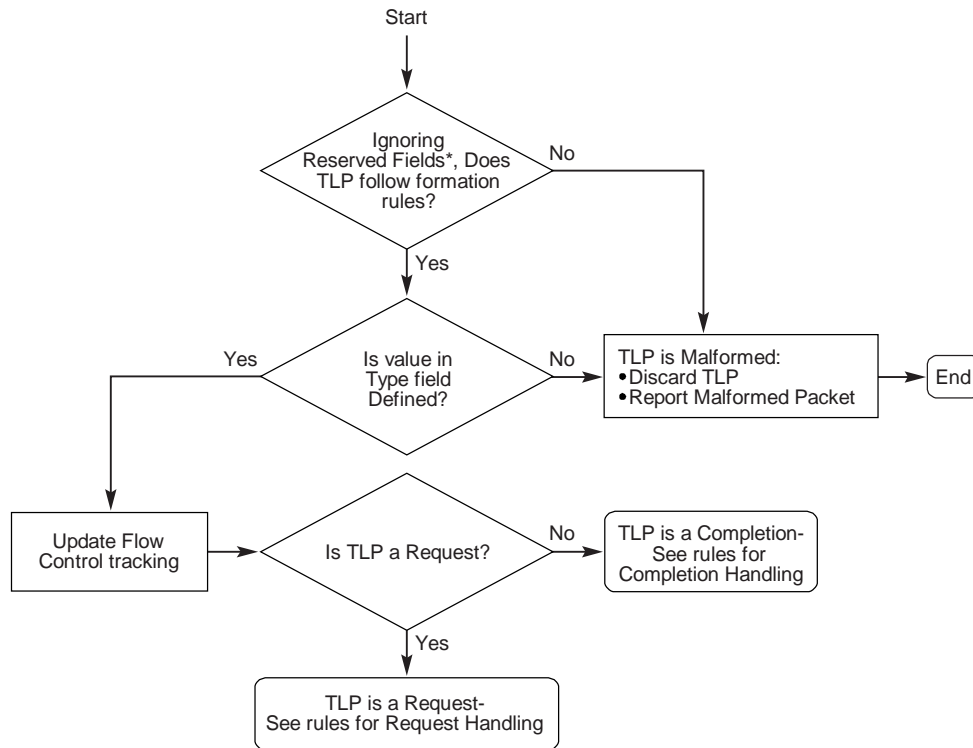 Start
Ignoring
Reserved Fields*, Does
TLP follow formation
rules?
No
Yes
Is value in
Type field
Defined?
Yes
No
TLP is Malformed:
•Discard TLP
•Report Malformed Packet
End
Update Flow
Control tracking
Is TLP a Request?
No
TLP is a Completion-
See rules for
Completion Handling
Yes
TLP is a Request-
See rules for Request Handling